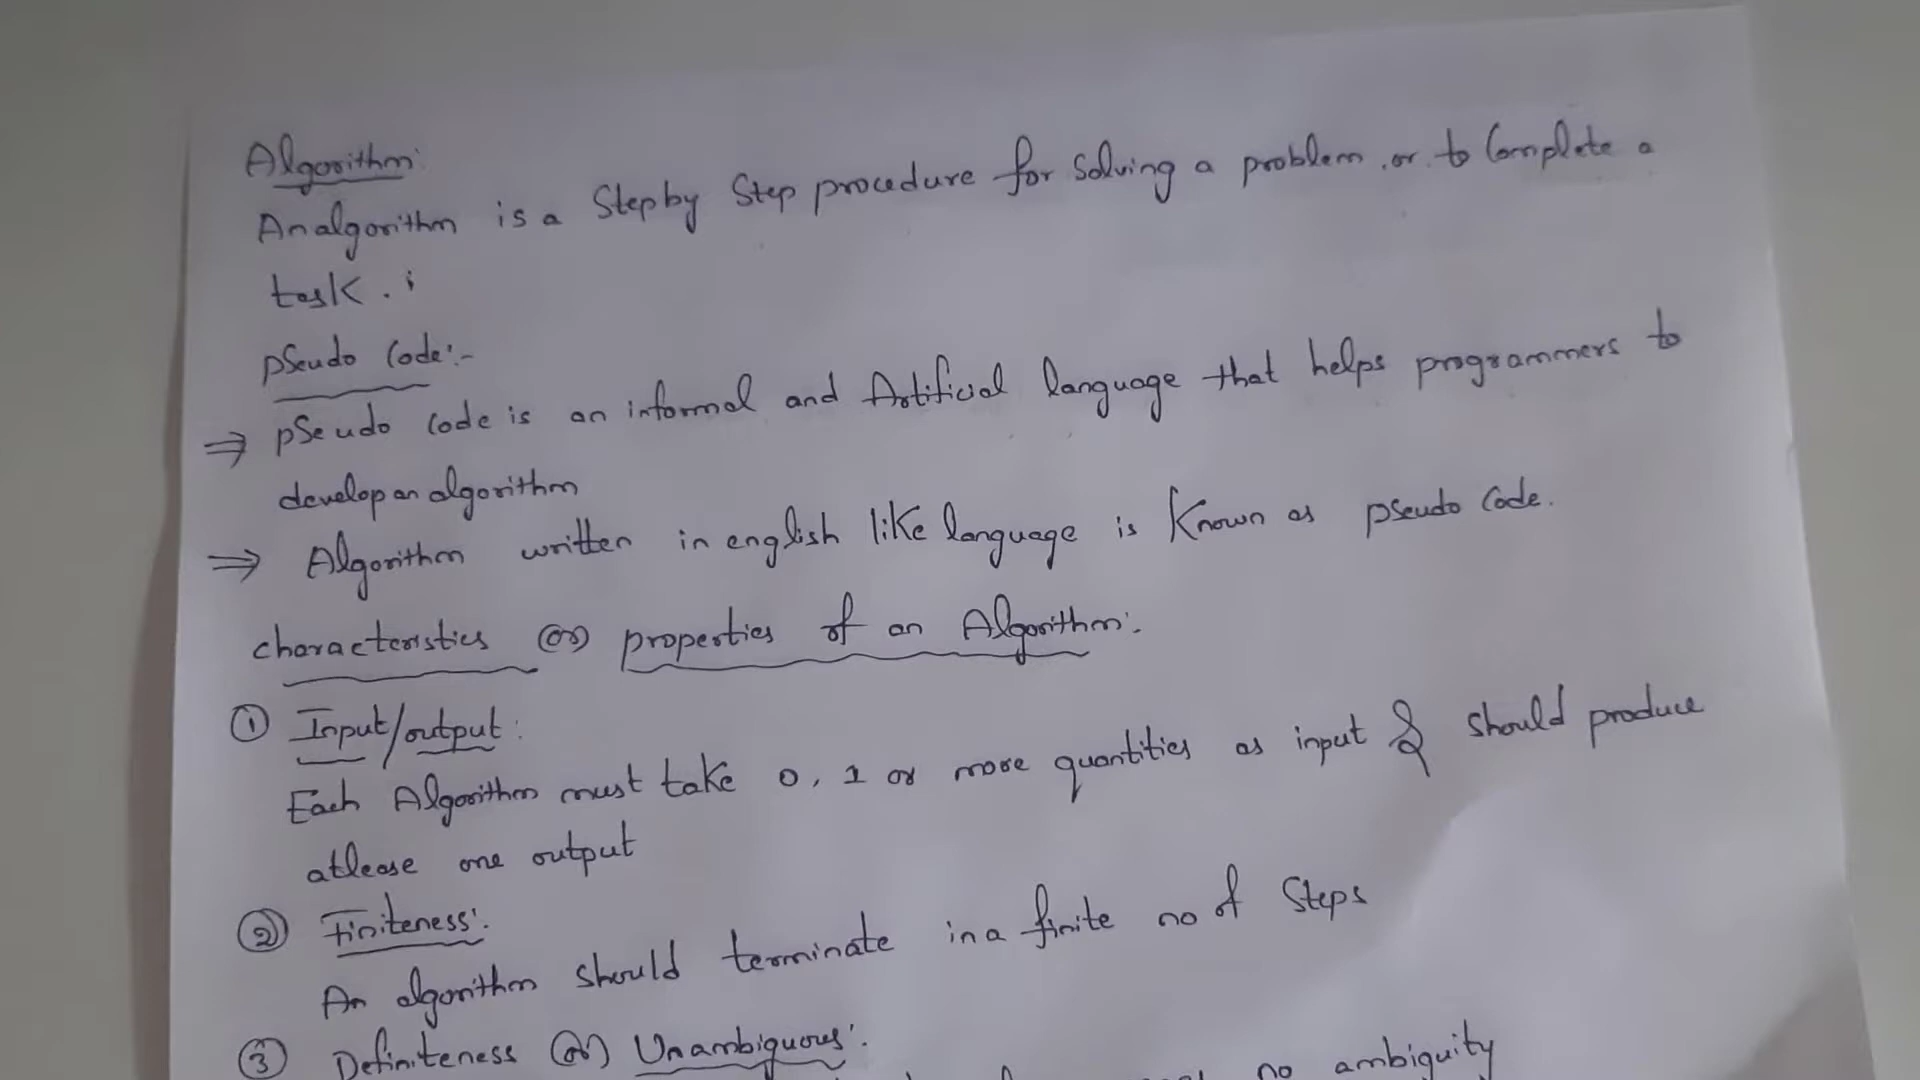 Algorithm:
An algorithm is a Step by Step procedure for Solving a problem or to Complete a
task.
pseudo Code:-
⇒ pseudo code is an informal and Artificial language that helps programmers to
develop an algorithm
⇒ Algorithm written in english like language is Known as pseudo Code.
characteristics (or) properties of an Algorithm:
① Input/output:
Each Algorithm must take 0, 1 or more quantities as input & should produce
atlease one output
② Finiteness:
An algorithm should terminate in a finite no of Steps
③ Definiteness (or) Unambiguous:
no ambiguity